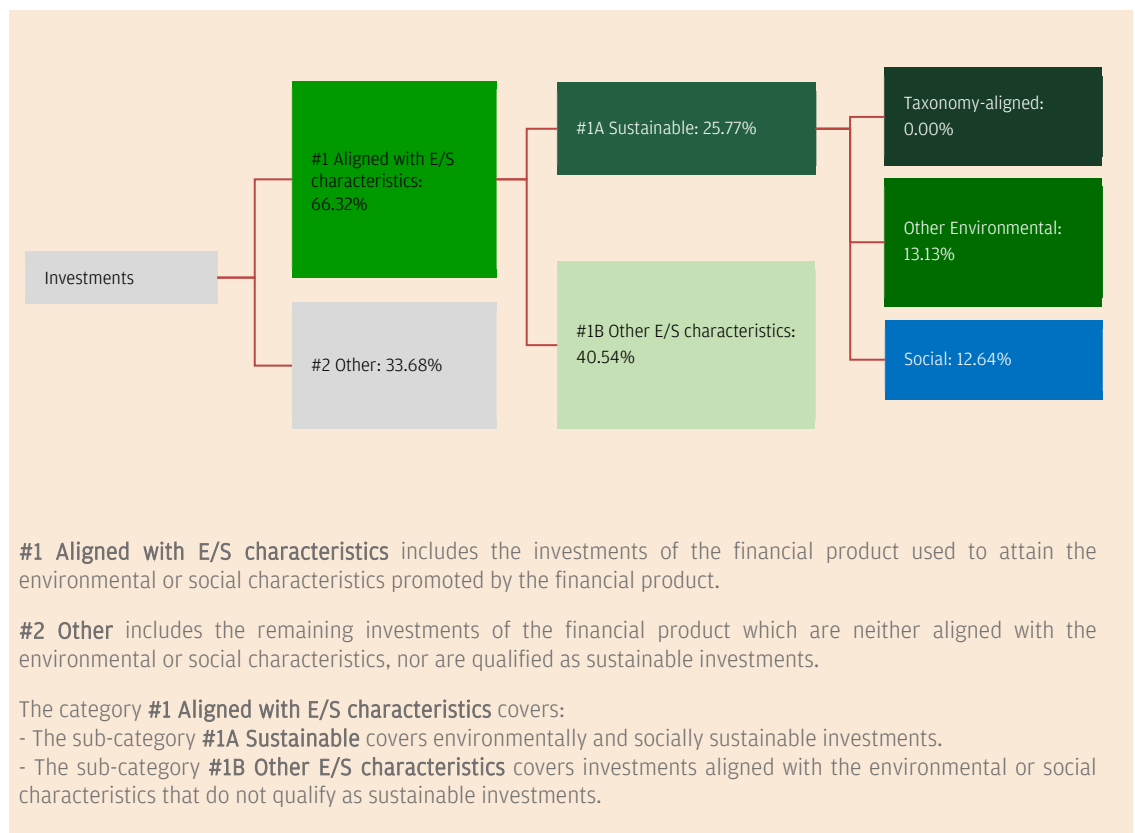 Investments
#1 Aligned with E/S
characteristics:
66.32%
#2 Other: 33.68%
#1A Sustainable: 25.77%
#1B Other E/S characteristics:
40.54%
Taxonomy-aligned:
0.00%
Other Environmental:
13.13%
Social: 12.64%
#1 Aligned with E/S characteristics includes the investments of the financial product used to attain the
environmental or social characteristics promoted by the financial product.
#2 Other includes the remaining investments of the financial product which are neither aligned with the
environmental or social characteristics, nor are qualified as sustainable investments.
The category #1 Aligned with E/S characteristics covers:
- The sub-category #1A Sustainable covers environmentally and socially sustainable investments.
- The sub-category #1B Other E/S characteristics covers investments aligned with the environmental or social
characteristics that do not qualify as sustainable investments.